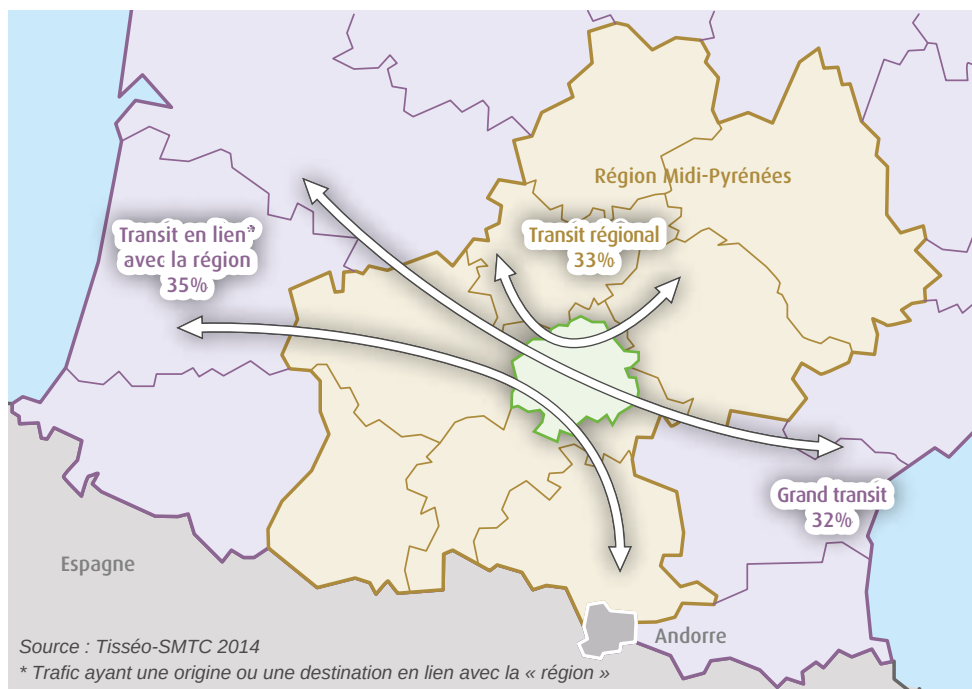 Région Midi-Pyrénées
Transit en lien*
avec la région
35%
Transit régional
33%
Grand transit
32%
Espagne
Andorre
Source : Tisséo-SMTC 2014
* Trafic ayant une origine ou une destination en lien avec la « région »